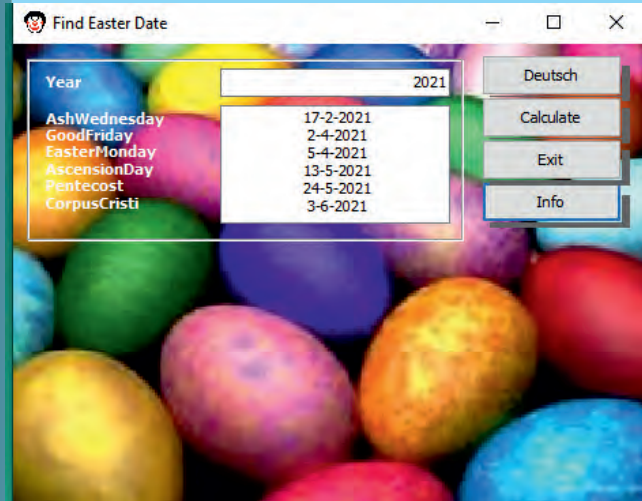 Find Easter Date
Year 2021
Deutsch
AshWednesday 17-2-2021
GoodFriday 2-4-2021
EasterMonday 5-4-2021
AscensionDay 13-5-2021
Pentecost 24-5-2021
CorpusCristi 3-6-2021
Calculate
Exit
Info